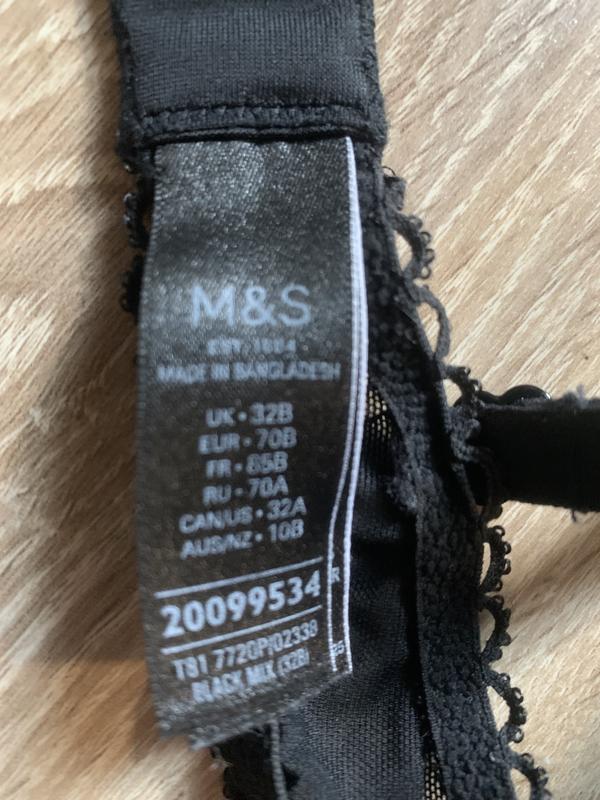 M&S
EST. 1884
MADE IN BANGLADESH
UK • 32B
EUR • 70B
FR • 85B
RU • 70A
CAN/US • 32A
AUS/NZ • 10B
20099534
T81 7720P/02338
BLACK MIX (32B)
R
25